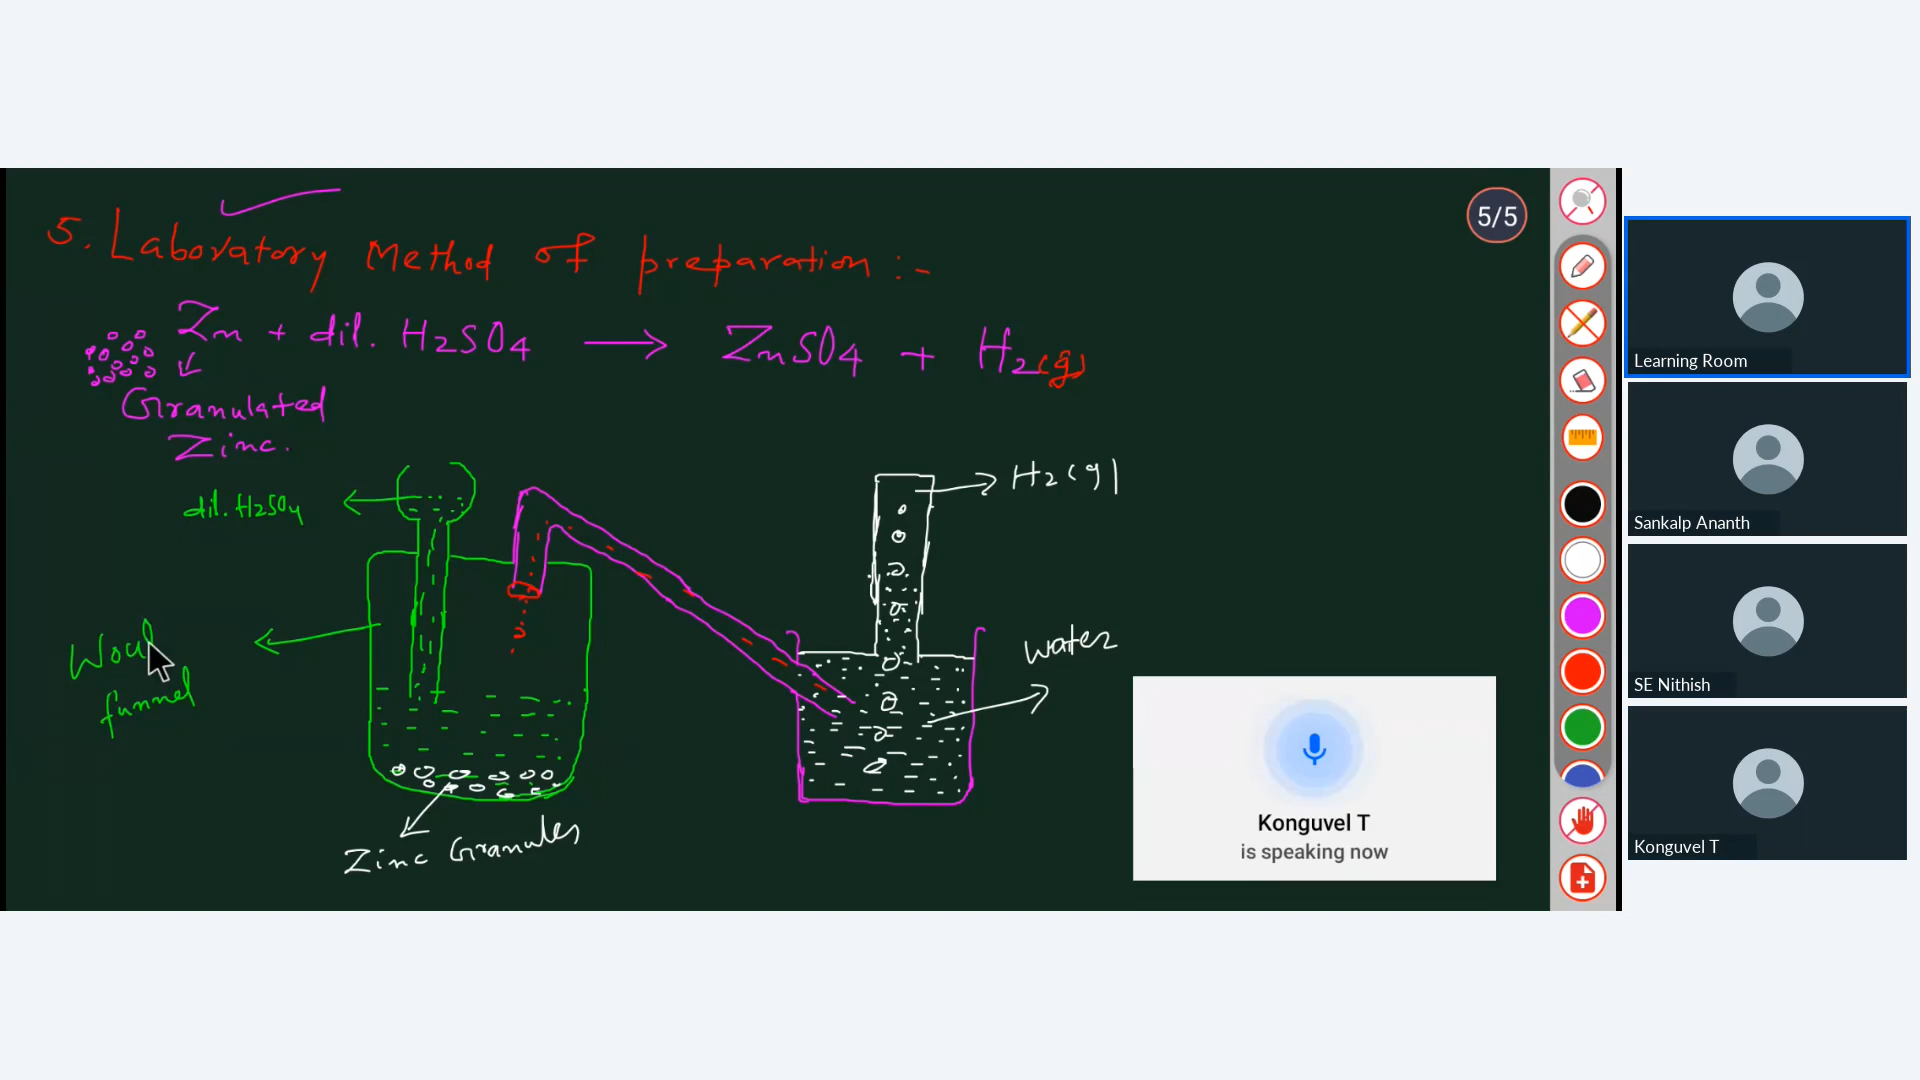 5. Laboratory Method of preparation :-
5/5
Zn + dil. H2SO4 → ZnSO4 + H2(g)
Granulated
Zinc.
dil. H2SO4
H2(g)
Woul
funnel
water
Zinc Granules
Konguvel T
is speaking now
Learning Room
Sankalp Ananth
SE Nithish
Konguvel T